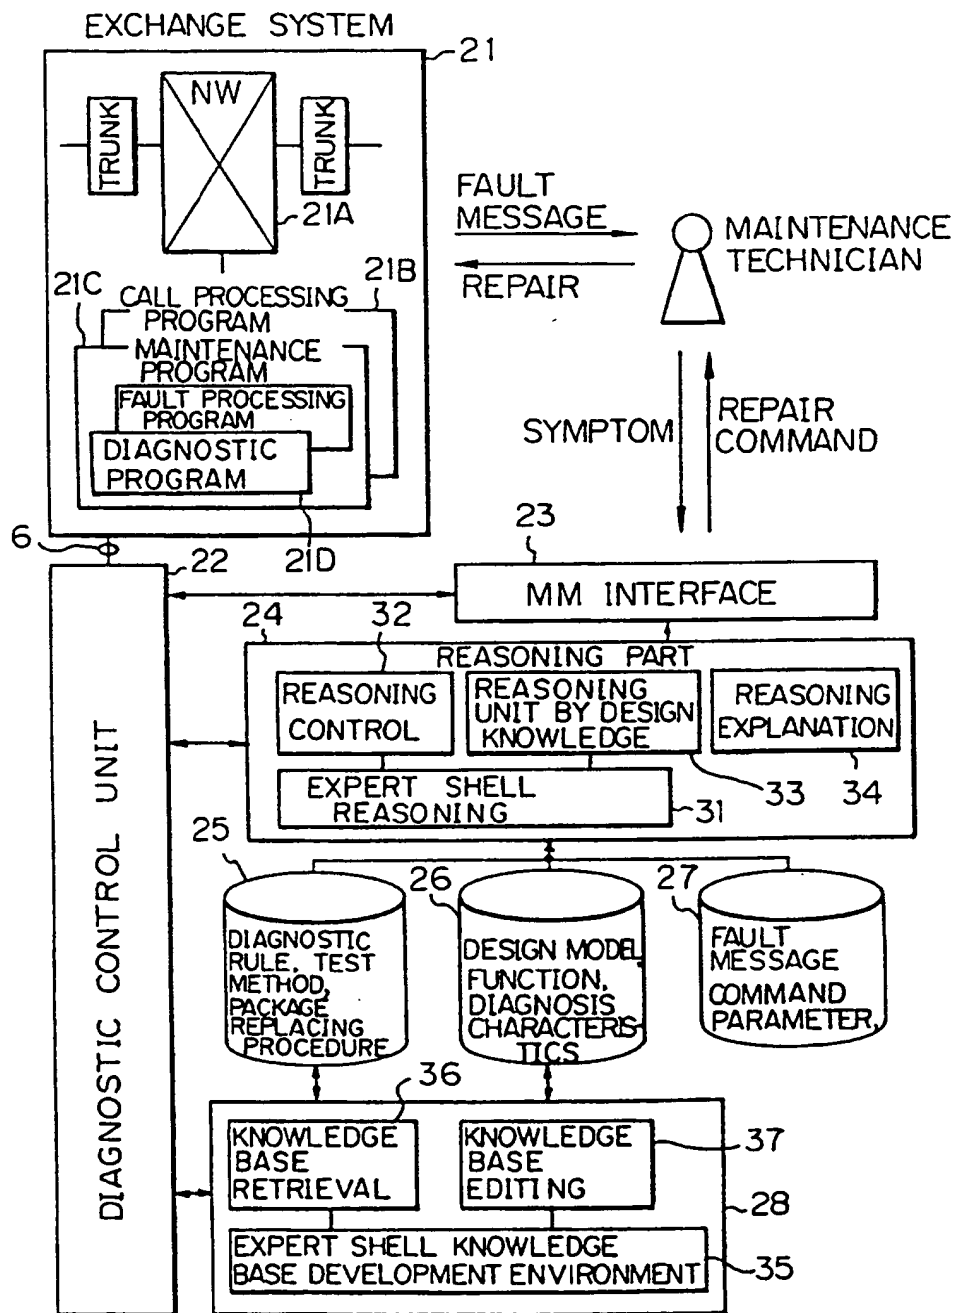 EXCHANGE SYSTEM
21
NW
TRUNK
TRUNK
21A
FAULT
MESSAGE
REPAIR
MAINTENANCE
TECHNICIAN
21C
21B
CALL PROCESSING
PROGRAM
MAINTENANCE
PROGRAM
FAULT PROCESSING
PROGRAM
DIAGNOSTIC
PROGRAM
SYMPTOM
REPAIR
COMMAND
6
22
21D
23
MM INTERFACE
24
32
REASONING PART
REASONING
CONTROL
REASONING
UNIT BY DESIGN
KNOWLEDGE
REASONING
EXPLANATION
33
34
EXPERT SHELL
REASONING
31
DIAGNOSTIC CONTROL UNIT
25
26
27
DIAGNOSTIC
RULE, TEST
METHOD,
PACKAGE
REPLACING
PROCEDURE
DESIGN MODEL,
FUNCTION,
DIAGNOSIS
CHARACTERIS-
TICS
FAULT
MESSAGE
COMMAND
PARAMETER,
36
KNOWLEDGE
BASE
RETRIEVAL
KNOWLEDGE
BASE
EDITING
37
28
EXPERT SHELL KNOWLEDGE
BASE DEVELOPMENT ENVIRONMENT
35